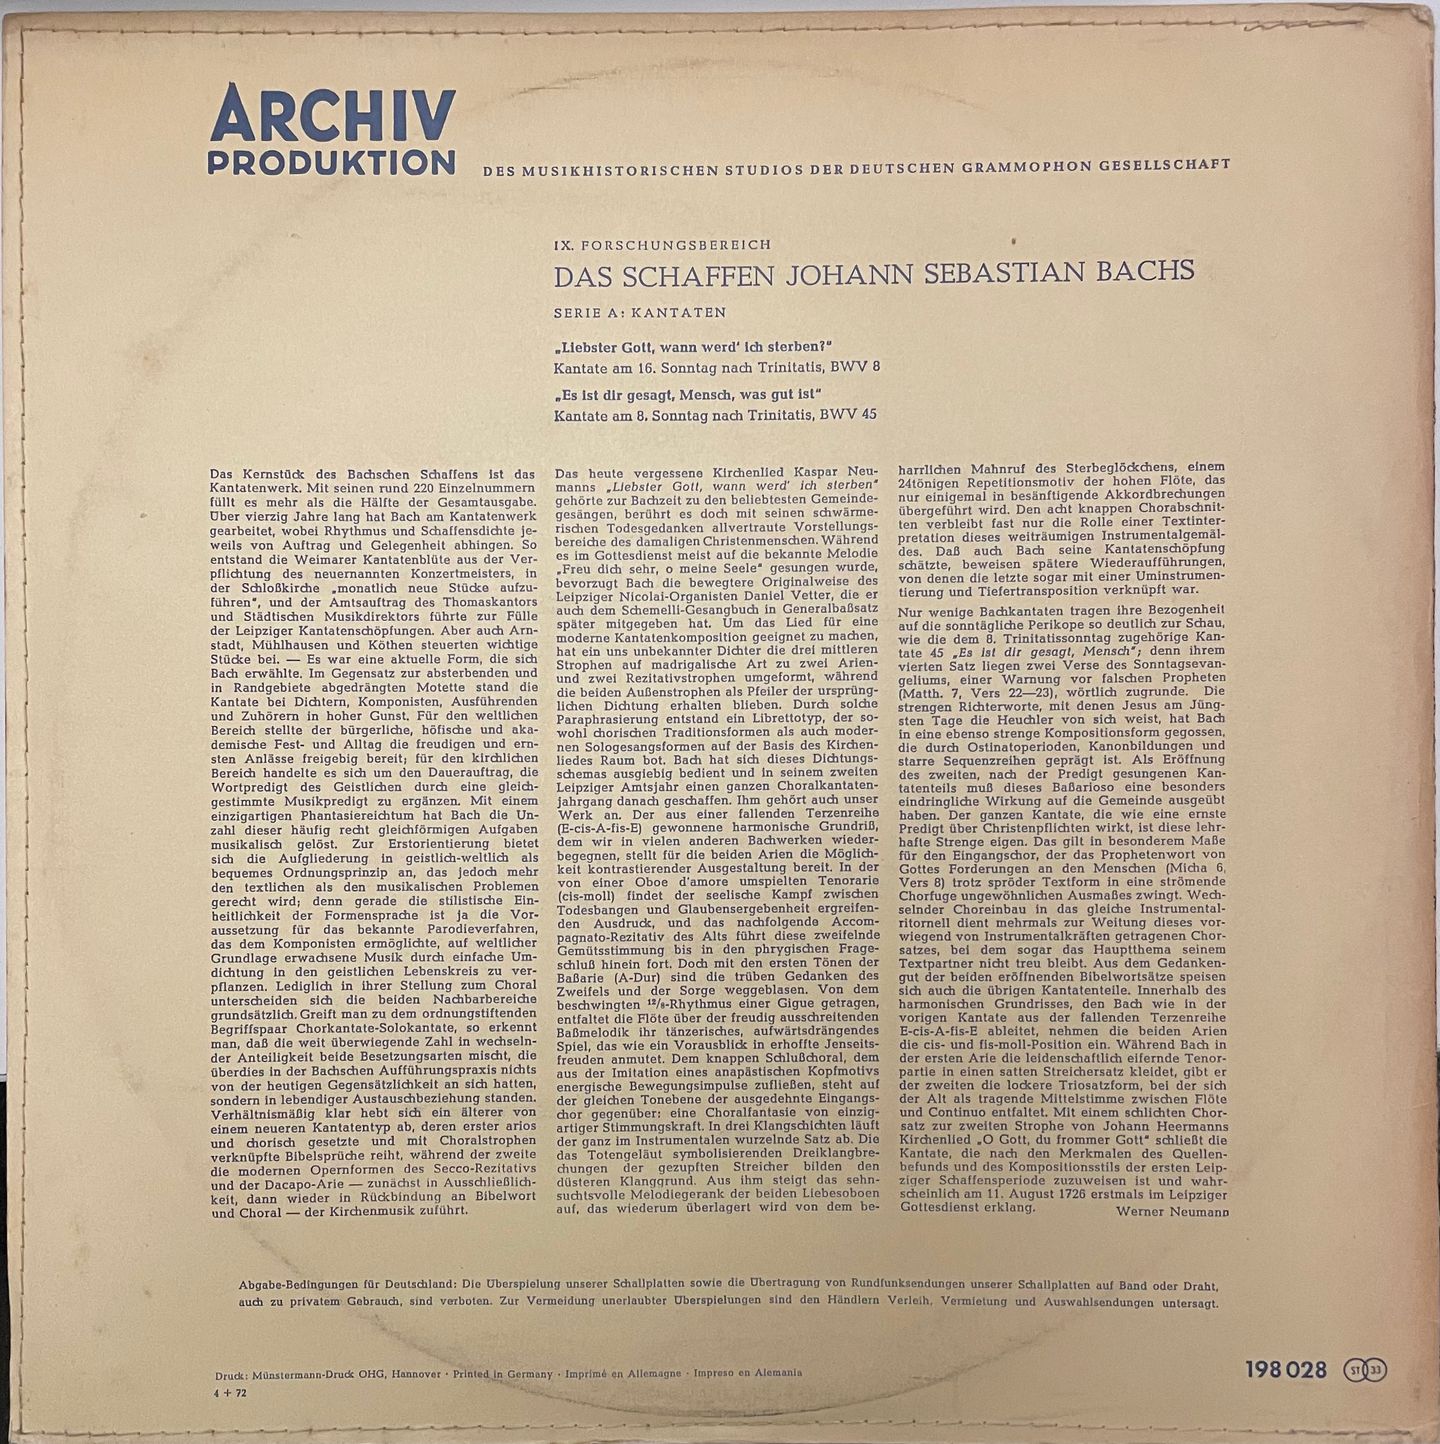 ARCHIV
PRODUKTION
DES MUSIKHISTORISCHEN STUDIOS DER DEUTSCHEN GRAMMOPHON GESELLSCHAFT
IX. FORSCHUNGSBEREICH
DAS SCHAFFEN JOHANN SEBASTIAN BACHS
SERIE A: KANTATEN
„Liebster Gott, wann werd' ich sterben?"
Kantate am 16. Sonntag nach Trinitatis, BWV 8
„Es ist dir gesagt, Mensch, was gut ist"
Kantate am 8. Sonntag nach Trinitatis, BWV 45
Das Kernstück des Bachschen Schaffens ist das
Kantatenwerk. Mit seinen rund 220 Einzelnummern
füllt es mehr als die Hälfte der Gesamtausgabe.
Über vierzig Jahre lang hat Bach am Kantatenwerk
gearbeitet, wobei Rhythmus und Schaffensdichte je-
weils von Auftrag und Gelegenheit abhingen. So
entstand die Weimarer Kantatenblüte aus der Ver-
pflichtung des neuernannten Konzertmeisters, in
der Schloßkirche „monatlich neue Stücke aufzu-
führen", und der Amtsauftrag des Thomaskantors
und Städtischen Musikdirektors führte zur Fülle
der Leipziger Kantatenschöpfungen. Aber auch Arn-
stadt, Mühlhausen und Köthen steuerten wichtige
Stücke bei. — Es war eine aktuelle Form, die sich
Bach erwählte. Im Gegensatz zur absterbenden und
in Randgebiete abgedrängten Motette stand die
Kantate bei Dichtern, Komponisten, Ausführenden
und Zuhörern in hoher Gunst. Für den weltlichen
Bereich stellte der bürgerliche, höfische und aka-
demische Fest- und Alltag die freudigen und ern-
sten Anlässe freigebig bereit; für den kirchlichen
Bereich handelte es sich um den Dauerauftrag, die
Wortpredigt des Geistlichen durch eine gleich-
gestimmte Musikpredigt zu ergänzen. Mit einem
einzigartigen Phantasiereichtum hat Bach die Un-
zahl dieser häufig recht gleichförmigen Aufgaben
musikalisch gelöst. Zur Erstorientierung bietet
sich die Aufgliederung in geistlich-weltlich als
bequemes Ordnungsprinzip an, das jedoch mehr
den textlichen als den musikalischen Problemen
gerecht wird; denn gerade die stilistische Ein-
heitlichkeit der Formensprache ist ja die Vor-
aussetzung für das bekannte Parodieverfahren,
das dem Komponisten ermöglichte, auf weltlicher
Grundlage erwachsene Musik durch einfache Um-
dichtung in den geistlichen Lebenskreis zu ver-
pflanzen. Lediglich in ihrer Stellung zum Choral
unterscheiden sich die beiden Nachbarbereiche
grundsätzlich. Greift man zu dem ordnungstiftenden
Begriffspaar Chorkantate-Solokantate, so erkennt
man, daß die weit überwiegende Zahl in wechseln-
der Anteiligkeit beide Besetzungsarten mischt, die
überdies in der Bachschen Aufführungspraxis nichts
von der heutigen Gegensätzlichkeit an sich hatten,
sondern in lebendiger Austauschbeziehung standen.
Verhältnismäßig klar hebt sich ein älterer von
einem neueren Kantatentyp ab, deren erster arios
und chorisch gesetzte und mit Choralstrophen
verknüpfte Bibelsprüche reiht, während der zweite
die modernen Opernformen des Secco-Rezitativs
und der Dacapo-Arie — zunächst in Ausschließlich-
keit, dann wieder in Rückbindung an Bibelwort
und Choral — der Kirchenmusik zuführt.
Das heute vergessene Kirchenlied Kaspar Neu-
manns „Liebster Gott, wann werd' ich sterben"
gehörte zur Bachzeit zu den beliebtesten Gemeinde-
gesängen, berührt es doch mit seinen schwärme-
rischen Todesgedanken allvertraute Vorstellungs-
bereiche des damaligen Christenmenschen. Während
es im Gottesdienst meist auf die bekannte Melodie
„Freu dich sehr, o meine Seele" gesungen wurde,
bevorzugt Bach die bewegtere Originalweise des
Leipziger Nicolai-Organisten Daniel Vetter, die er
auch dem Schemelli-Gesangbuch in Generalbaßsatz
später mitgegeben hat. Um das Lied für eine
moderne Kantatenkomposition geeignet zu machen,
hat ein uns unbekannter Dichter die drei mittleren
Strophen auf madrigalische Art zu zwei Arien-
und zwei Rezitativstrophen umgeformt, während
die beiden Außenstrophen als Pfeiler der ursprüng-
lichen Dichtung erhalten blieben. Durch solche
Paraphrasierung entstand ein Librettotyp, der so-
wohl chorischen Traditionsformen als auch moder-
nen Sologesangsformen auf der Basis des Kirchen-
liedes Raum bot. Bach hat sich dieses Dichtungs-
schemas ausgiebig bedient und in seinem zweiten
Leipziger Amtsjahr einen ganzen Choralkantaten-
jahrgang danach geschaffen. Ihm gehört auch unser
Werk an. Der aus einer fallenden Terzenreihe
(E-cis-A-fis-E) gewonnene harmonische Grundriß,
dem wir in vielen anderen Bachwerken wieder-
begegnen, stellt für die beiden Arien die Möglich-
keit kontrastierender Ausgestaltung bereit. In der
von einer Oboe d'amore umspielten Tenorarie
(cis-moll) findet der seelische Kampf zwischen
Todesbangen und Glaubensergebenheit ergreifen-
den Ausdruck, und das nachfolgende Accom-
pagnato-Rezitativ des Alts führt diese zweifelnde
Gemütsstimmung bis in den phrygischen Frage-
schluß hinein fort. Doch mit den ersten Tönen der
Baßarie (A-Dur) sind die trüben Gedanken des
Zweifels und der Sorge weggeblasen. Von dem
beschwingten 12/8-Rhythmus einer Gigue getragen,
entfaltet die Flöte über der freudig ausschreitenden
Baßmelodik ihr tänzerisches, aufwärtsdrängendes
Spiel, das wie ein Vorausblick in erhoffte Jenseits-
freuden anmutet. Dem knappen Schlußchoral, dem
aus der Imitation eines anapästischen Kopfmotivs
energische Bewegungsimpulse zufließen, steht auf
der gleichen Tonebene der ausgedehnte Eingangs-
chor gegenüber: eine Choralfantasie von einzig-
artiger Stimmungskraft. In drei Klangschichten läuft
der ganz im Instrumentalen wurzelnde Satz ab. Die
das Totengeläut symbolisierenden Dreiklangbre-
chungen der gezupften Streicher bilden den
düsteren Klanggrund. Aus ihm steigt das sehn-
suchtsvolle Melodiegerank der beiden Liebesoboen
auf, das wiederum überlagert wird von dem be-
harrlichen Mahnruf des Sterbeglöckchens, einem
24tönigen Repetitionsmotiv der hohen Flöte, das
nur einigemal in besänftigende Akkordbrechungen
übergeführt wird. Den acht knappen Chorabschnit-
ten verbleibt fast nur die Rolle einer Textinter-
pretation dieses weiträumigen Instrumentalgemäl-
des. Daß auch Bach seine Kantatenschöpfung
schätzte, beweisen spätere Wiederaufführungen,
von denen die letzte sogar mit einer Uminstrumen-
tierung und Tiefertransposition verknüpft war.
Nur wenige Bachkantaten tragen ihre Bezogenheit
auf die sonntägliche Perikope so deutlich zur Schau,
wie die dem 8. Trinitatissonntag zugehörige Kan-
tate 45 „Es ist dir gesagt, Mensch"; denn ihrem
vierten Satz liegen zwei Verse des Sonntagsevan-
geliums, einer Warnung vor falschen Propheten
(Matth. 7, Vers 22—23), wörtlich zugrunde. Die
strengen Richterworte, mit denen Jesus am Jüng-
sten Tage die Heuchler von sich weist, hat Bach
in eine ebenso strenge Kompositionsform gegossen,
die durch Ostinatoperioden, Kanonbildungen und
starre Sequenzreihen geprägt ist. Als Eröffnung
des zweiten, nach der Predigt gesungenen Kan-
tatenteils muß dieses Baßarioso eine besonders
eindringliche Wirkung auf die Gemeinde ausgeübt
haben. Der ganzen Kantate, die wie eine ernste
Predigt über Christenpflichten wirkt, ist diese lehr-
hafte Strenge eigen. Das gilt in besonderem Maße
für den Eingangschor, der das Prophetenwort von
Gottes Forderungen an den Menschen (Micha 6,
Vers 8) trotz spröder Textform in eine strömende
Chorfuge ungewöhnlichen Ausmaßes zwingt. Wech-
selnder Choreinbau in das gleiche Instrumental-
ritornell dient mehrmals zur Weitung dieses vor-
wiegend von Instrumentalkräften getragenen Chor-
satzes, bei dem sogar das Hauptthema seinem
Textpartner nicht treu bleibt. Aus dem Gedanken-
gut der beiden eröffnenden Bibelwortsätze speisen
sich auch die übrigen Kantatenteile. Innerhalb des
harmonischen Grundrisses, den Bach wie in der
vorigen Kantate aus der fallenden Terzenreihe
E-cis-A-fis-E ableitet, nehmen die beiden Arien
die cis- und fis-moll-Position ein. Während Bach in
der ersten Arie die leidenschaftlich eifernde Tenor-
partie in einen satten Streichersatz kleidet, gibt er
der zweiten die lockere Triosatzform, bei der sich
der Alt als tragende Mittelstimme zwischen Flöte
und Continuo entfaltet. Mit einem schlichten Chor-
satz zur zweiten Strophe von Johann Heermanns
Kirchenlied „O Gott, du frommer Gott" schließt die
Kantate, die nach den Merkmalen des Quellen-
befunds und des Kompositionsstils der ersten Leip-
ziger Schaffensperiode zuzuweisen ist und wahr-
scheinlich am 11. August 1726 erstmals im Leipziger
Gottesdienst erklang.
Werner Neumann
Abgabe-Bedingungen für Deutschland: Die Überspielung unserer Schallplatten sowie die Übertragung von Rundfunksendungen unserer Schallplatten auf Band oder Draht,
auch zu privatem Gebrauch, sind verboten. Zur Vermeidung unerlaubter Überspielungen sind den Händlern Verleih, Vermietung und Auswahlsendungen untersagt.
Druck: Münstermann-Druck OHG, Hannover · Printed in Germany · Imprimé en Allemagne · Impreso en Alemania
4 + 72
198 028 ST 33